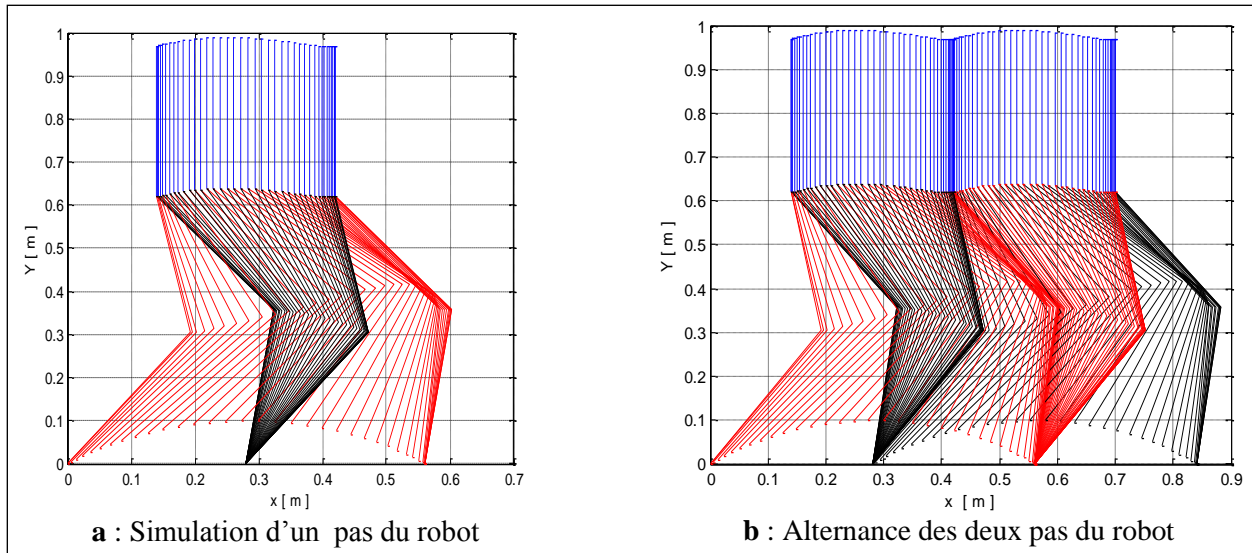 1
0.9
0.8
0.7
0.6
0.5
0.4
0.3
0.2
0.1
0
Y [ m ]
0 0.1 0.2 0.3 0.4 0.5 0.6 0.7
x [ m ]
a : Simulation d’un pas du robot
1
0.9
0.8
0.7
0.6
0.5
0.4
0.3
0.2
0.1
0
Y [ m ]
0 0.1 0.2 0.3 0.4 0.5 0.6 0.7 0.8 0.9
x [ m ]
b : Alternance des deux pas du robot